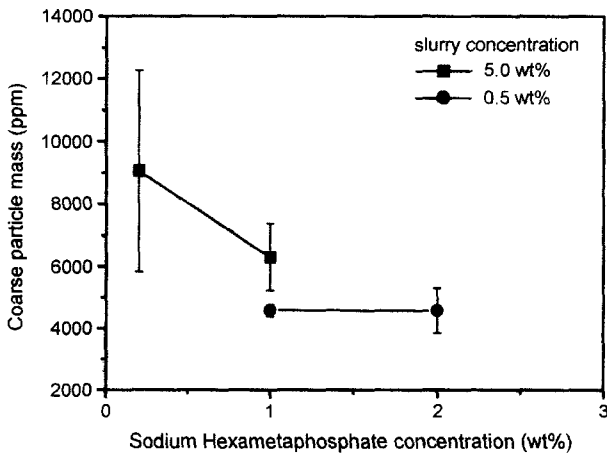 14000
12000
10000
8000
6000
4000
2000
Coarse particle mass (ppm)
slurry concentration
5.0 wt%
0.5 wt%
0 1 2 3
Sodium Hexametaphosphate concentration (wt%)